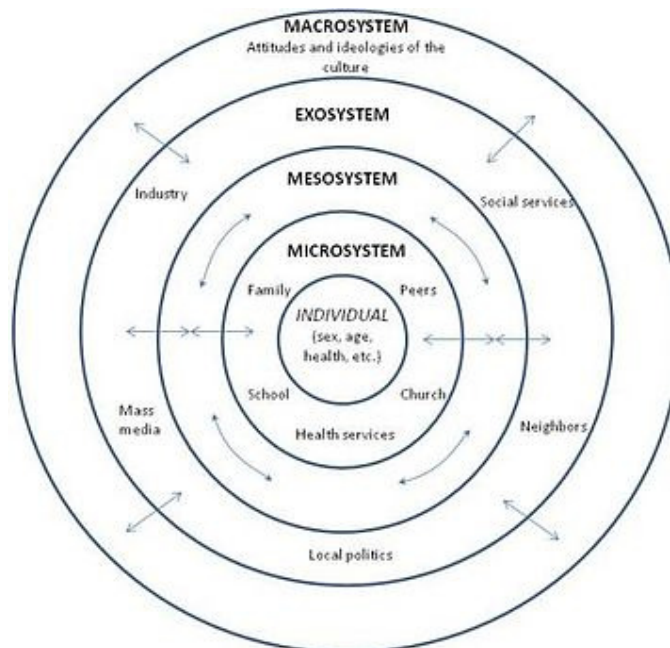 MACROSYSTEM
Attitudes and ideologies of the
culture
EXOSYSTEM
MESOSYSTEM
Industry
Social services
MICROSYSTEM
Family
Peers
INDIVIDUAL
(sex, age,
health, etc.)
School
Church
Mass
media
Health services
Neighbors
Local politics